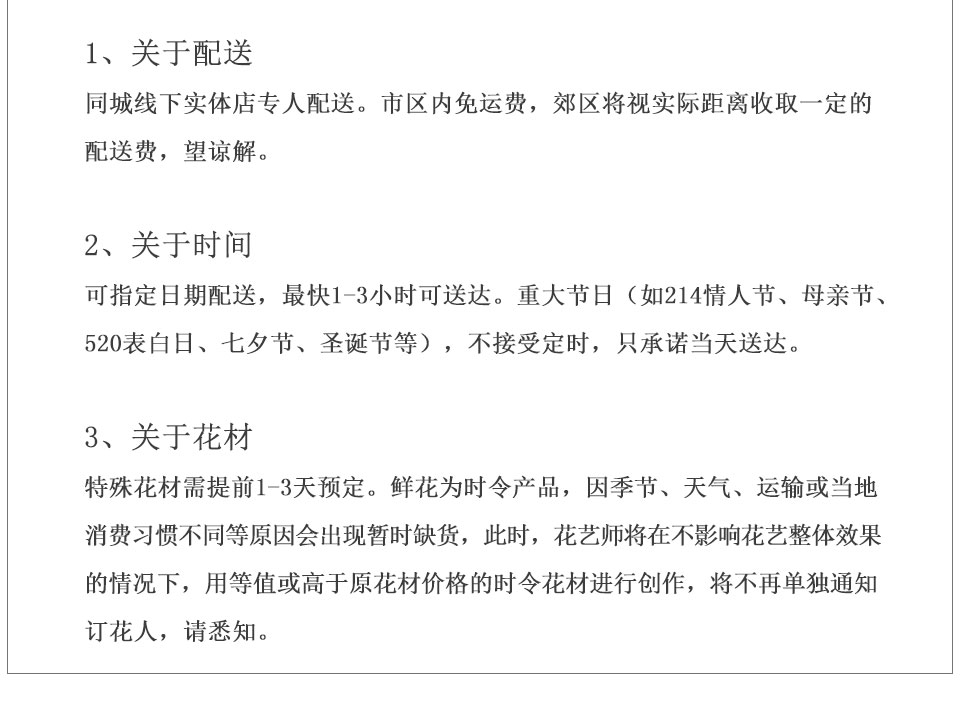 1、关于配送
同城线下实体店专人配送。市区内免运费，郊区将视实际距离收取一定的
配送费，望谅解。
2、关于时间
可指定日期配送，最快1-3小时可送达。重大节日（如214情人节、母亲节、
520表白日、七夕节、圣诞节等），不接受定时，只承诺当天送达。
3、关于花材
特殊花材需提前1-3天预定。鲜花为时令产品，因季节、天气、运输或当地
消费习惯不同等原因会出现暂时缺货，此时，花艺师将在不影响花艺整体效果
的情况下，用等值或高于原花材价格的时令花材进行创作，将不再单独通知
订花人，请悉知。